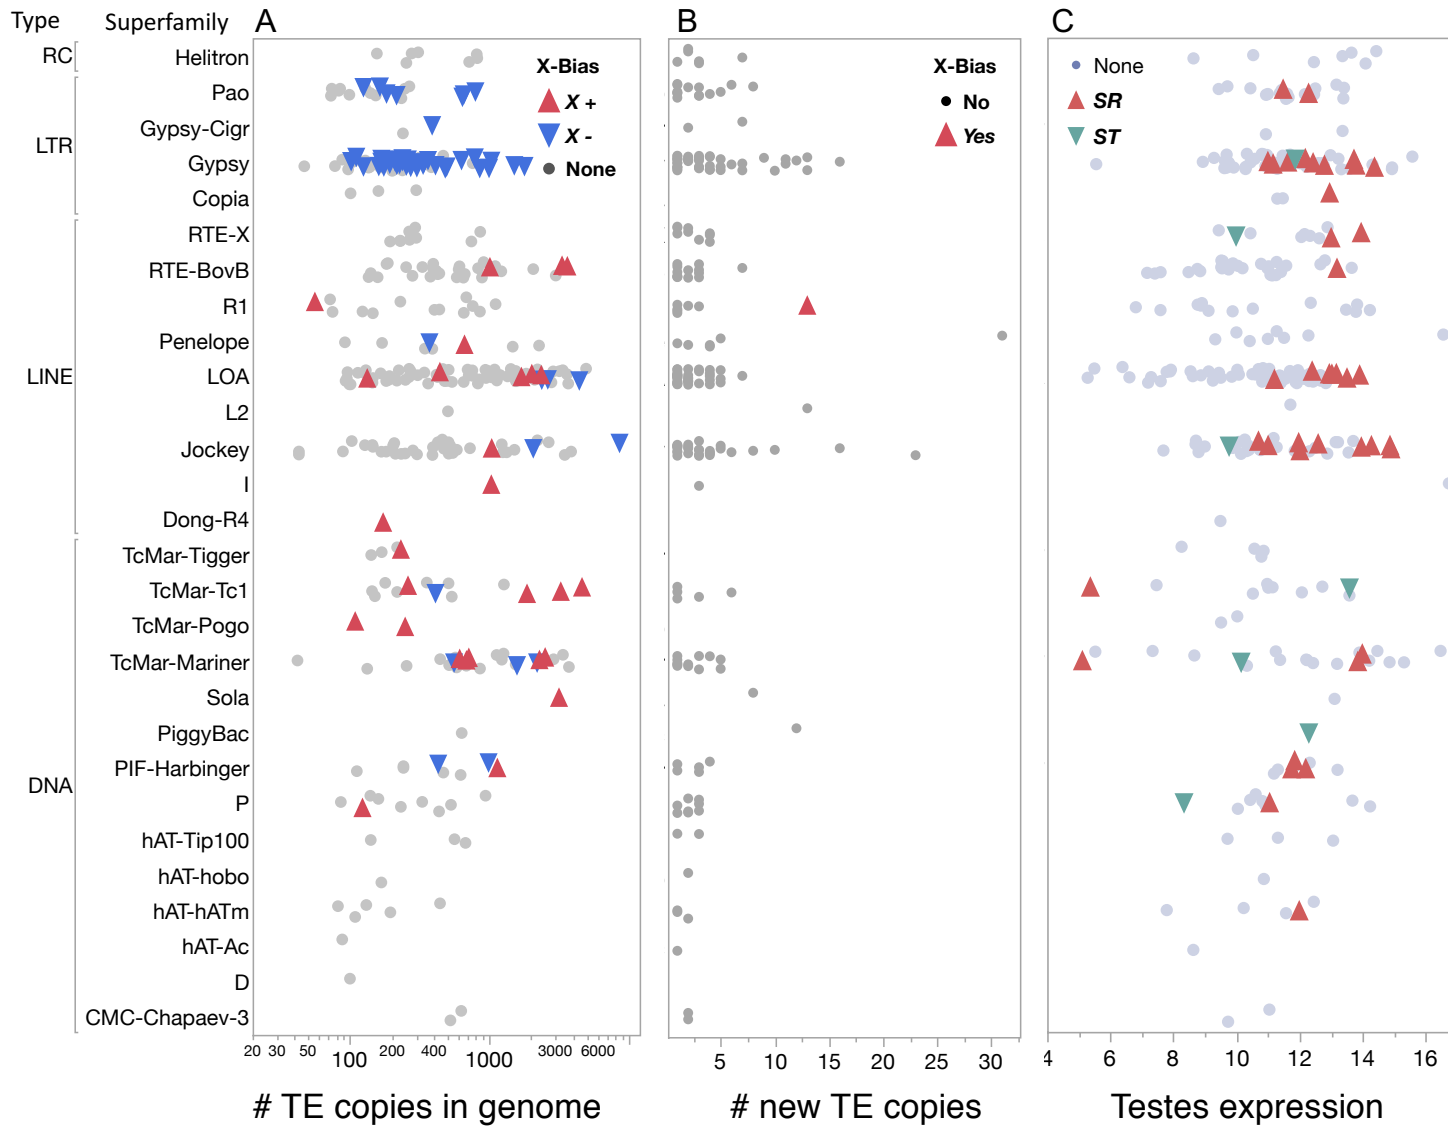 Type
Superfamily
A
B
C
RC
LTR
LINE
DNA
Helitron
Pao
Gypsy-Cigr
Gypsy
Copia
RTE-X
RTE-BovB
R1
Penelope
LOA
L2
Jockey
I
Dong-R4
TcMar-Tigger
TcMar-Tc1
TcMar-Pogo
TcMar-Mariner
Sola
PiggyBac
PIF-Harbinger
P
hAT-Tip100
hAT-hobo
hAT-hATm
hAT-Ac
D
CMC-Chapaev-3
X-Bias
X +
X -
None
X-Bias
No
Yes
None
SR
ST
20 30 50 100 200 400 1000 3000 6000
5 10 15 20 25 30
4 6 8 10 12 14 16
# TE copies in genome
# new TE copies
Testes expression